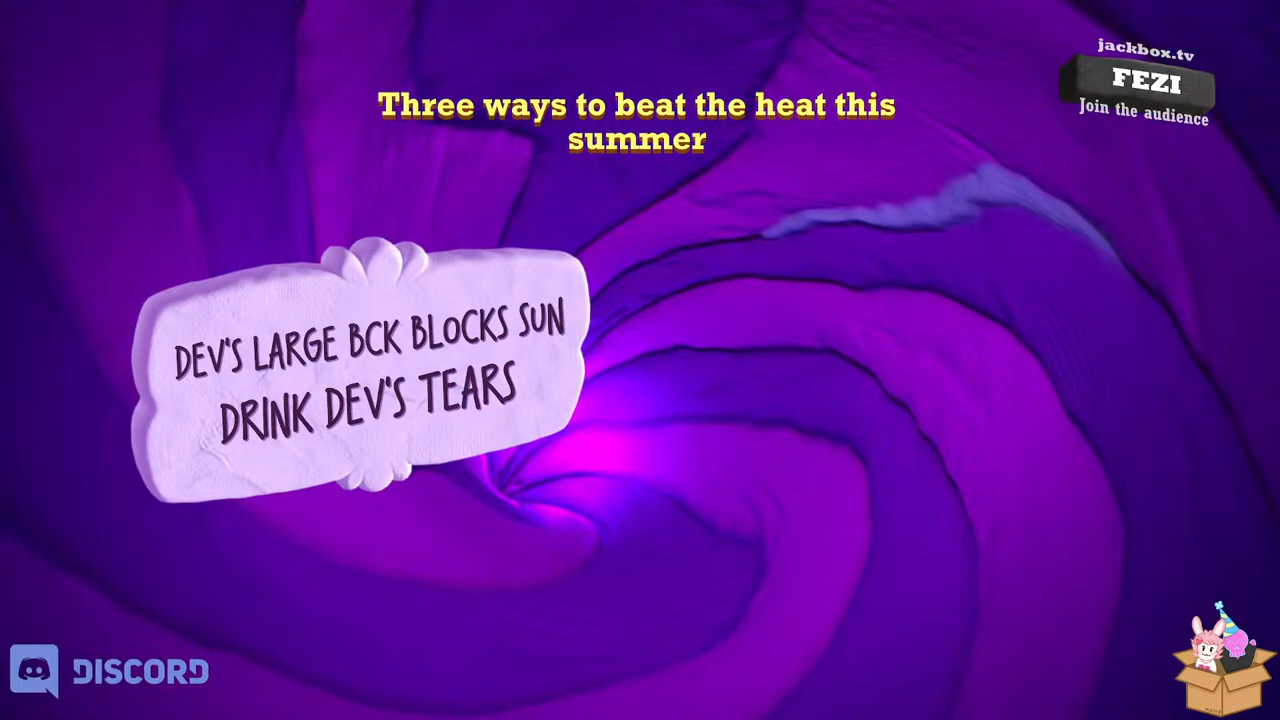 jackbox.tv
FEZI
Join the audience
Three ways to beat the heat this
summer
DEV'S LARGE BCK BLOCKS SUN
DRINK DEV'S TEARS
DISCORD